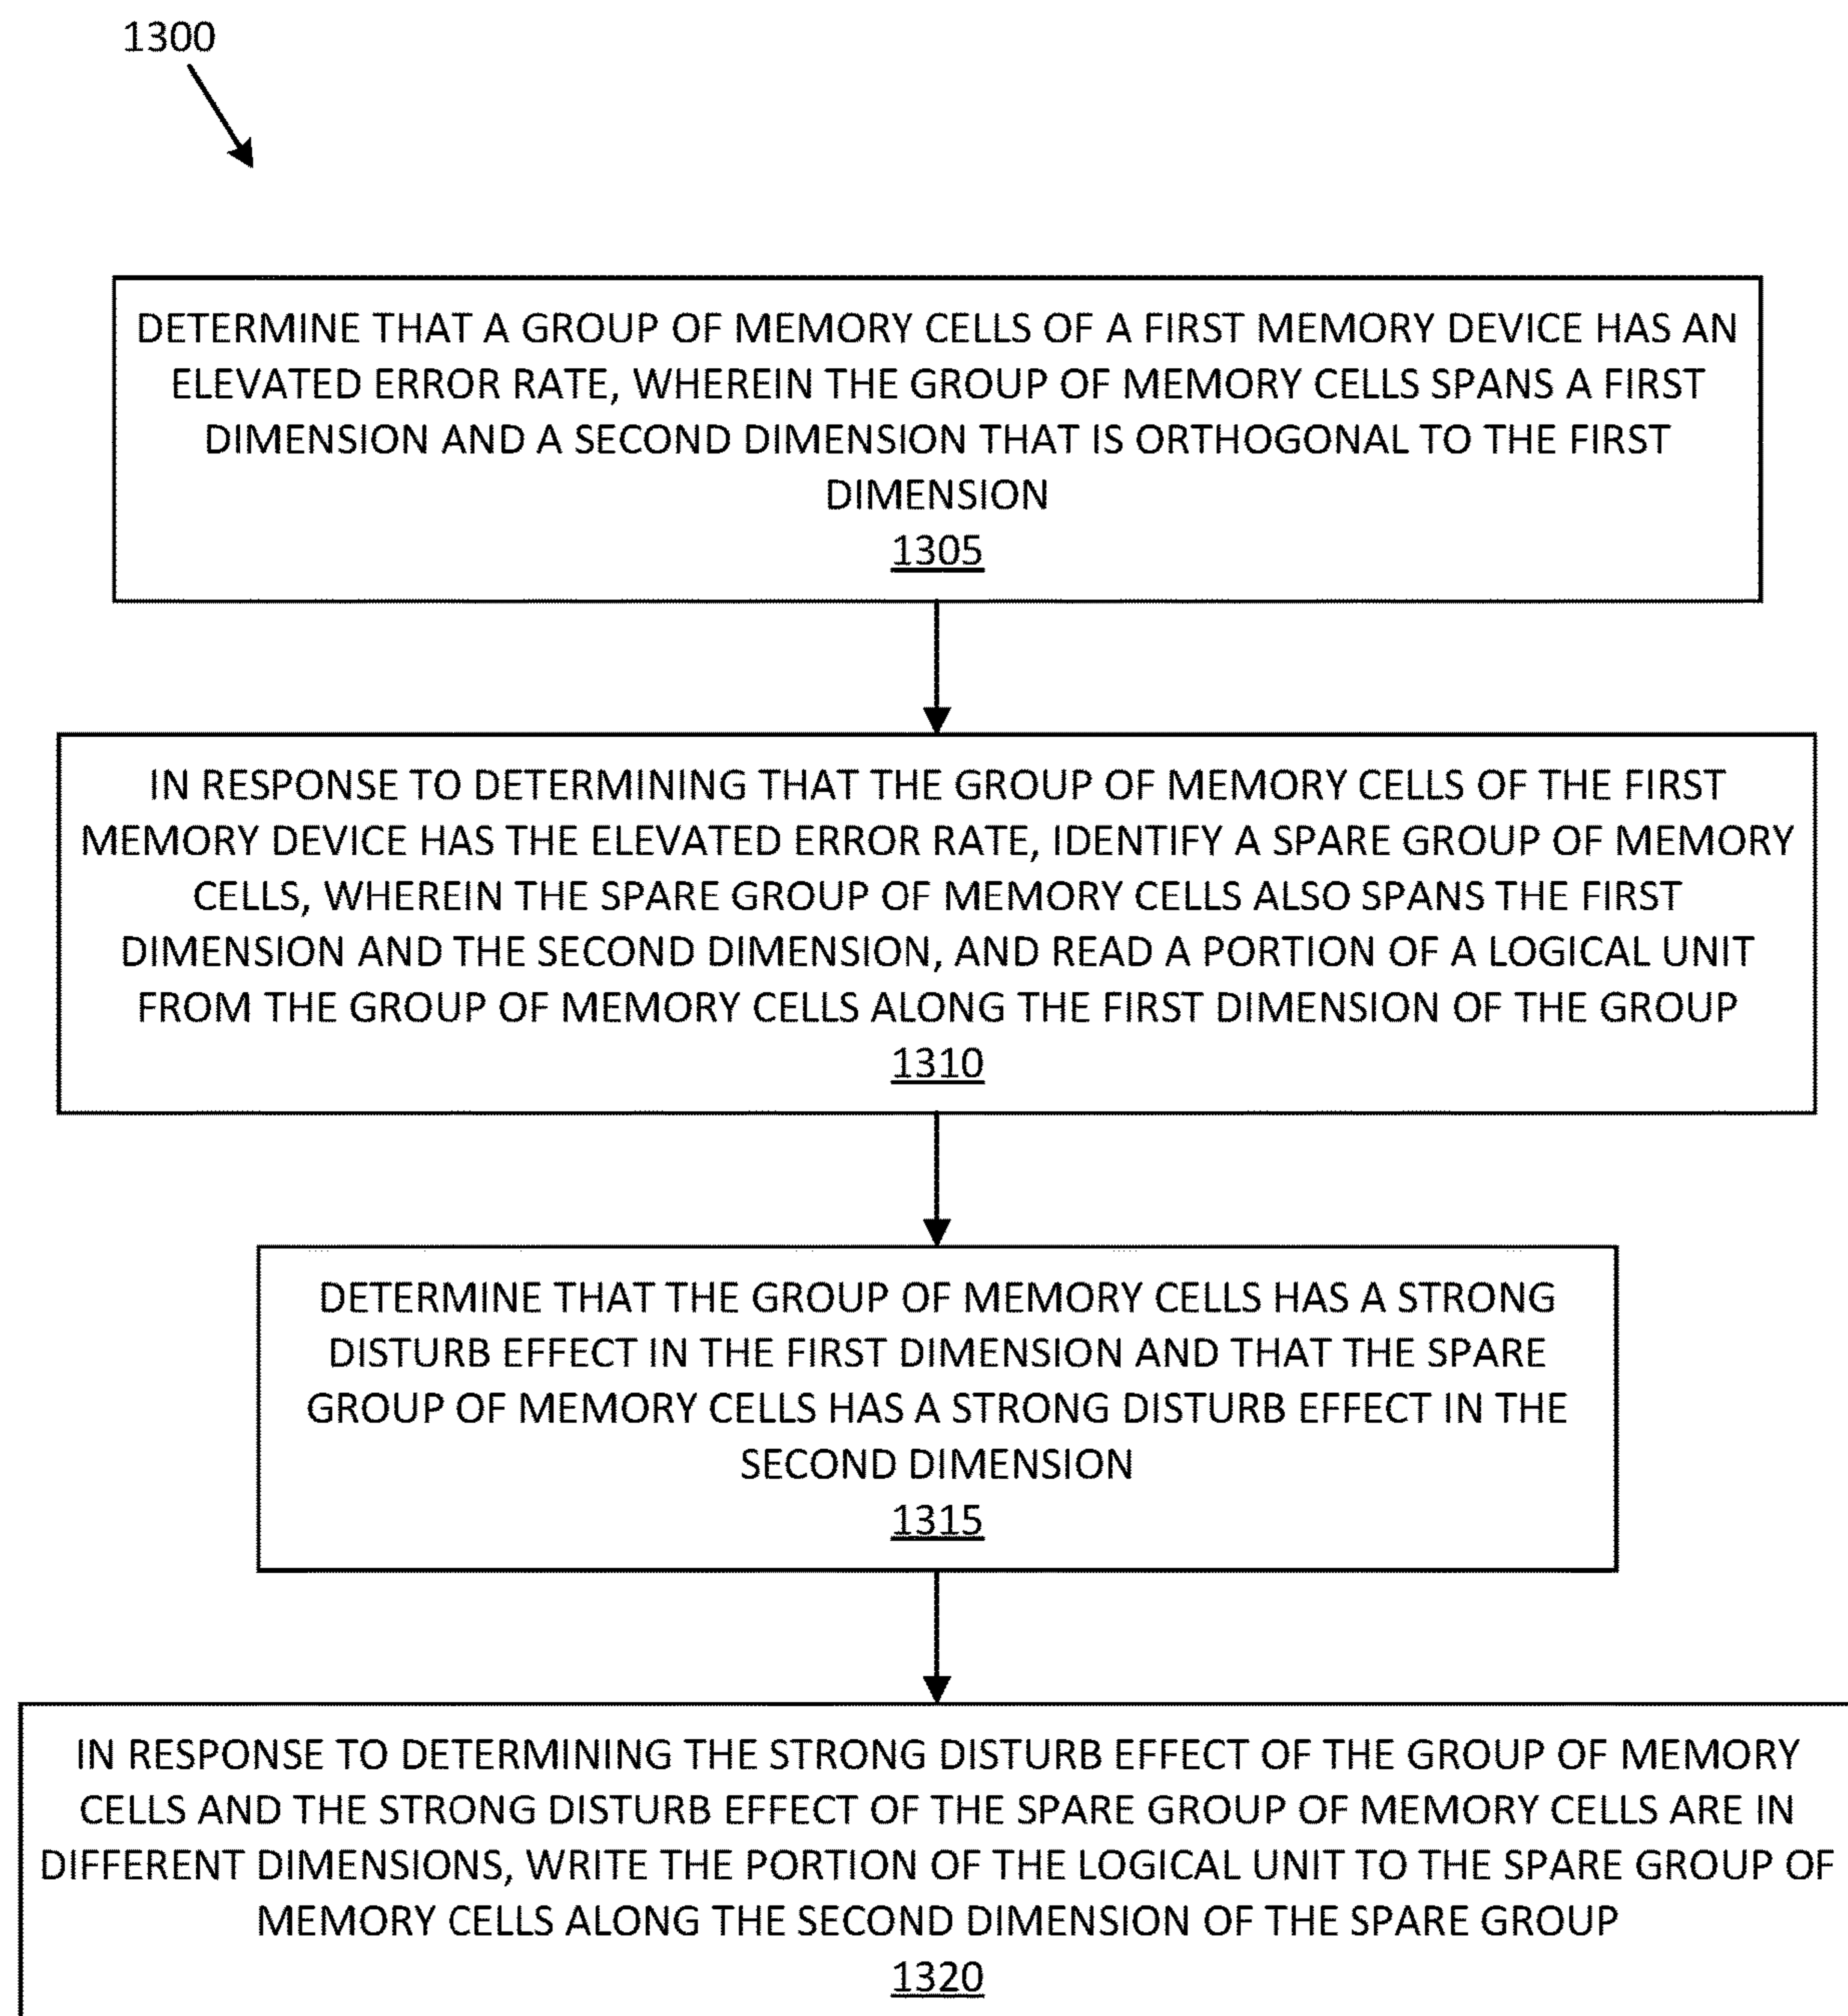 1300
DETERMINE THAT A GROUP OF MEMORY CELLS OF A FIRST MEMORY DEVICE HAS AN
ELEVATED ERROR RATE, WHEREIN THE GROUP OF MEMORY CELLS SPANS A FIRST
DIMENSION AND A SECOND DIMENSION THAT IS ORTHOGONAL TO THE FIRST
DIMENSION
1305
IN RESPONSE TO DETERMINING THAT THE GROUP OF MEMORY CELLS OF THE FIRST
MEMORY DEVICE HAS THE ELEVATED ERROR RATE, IDENTIFY A SPARE GROUP OF MEMORY
CELLS, WHEREIN THE SPARE GROUP OF MEMORY CELLS ALSO SPANS THE FIRST
DIMENSION AND THE SECOND DIMENSION, AND READ A PORTION OF A LOGICAL UNIT
FROM THE GROUP OF MEMORY CELLS ALONG THE FIRST DIMENSION OF THE GROUP
1310
DETERMINE THAT THE GROUP OF MEMORY CELLS HAS A STRONG
DISTURB EFFECT IN THE FIRST DIMENSION AND THAT THE SPARE
GROUP OF MEMORY CELLS HAS A STRONG DISTURB EFFECT IN THE
SECOND DIMENSION
1315
IN RESPONSE TO DETERMINING THE STRONG DISTURB EFFECT OF THE GROUP OF MEMORY
CELLS AND THE STRONG DISTURB EFFECT OF THE SPARE GROUP OF MEMORY CELLS ARE IN
DIFFERENT DIMENSIONS, WRITE THE PORTION OF THE LOGICAL UNIT TO THE SPARE GROUP OF
MEMORY CELLS ALONG THE SECOND DIMENSION OF THE SPARE GROUP
1320